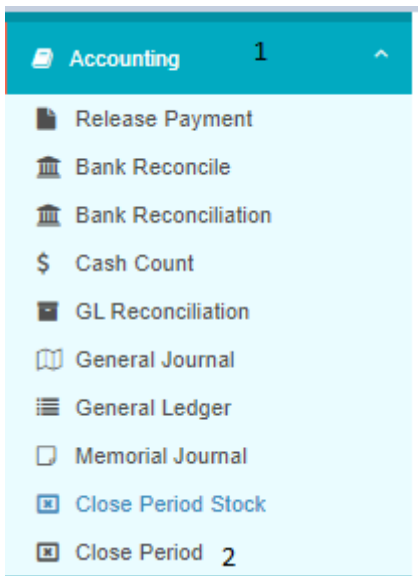 Accounting 1
Release Payment
Bank Reconcile
Bank Reconciliation
$ Cash Count
GL Reconciliation
General Journal
General Ledger
Memorial Journal
Close Period Stock
Close Period 2